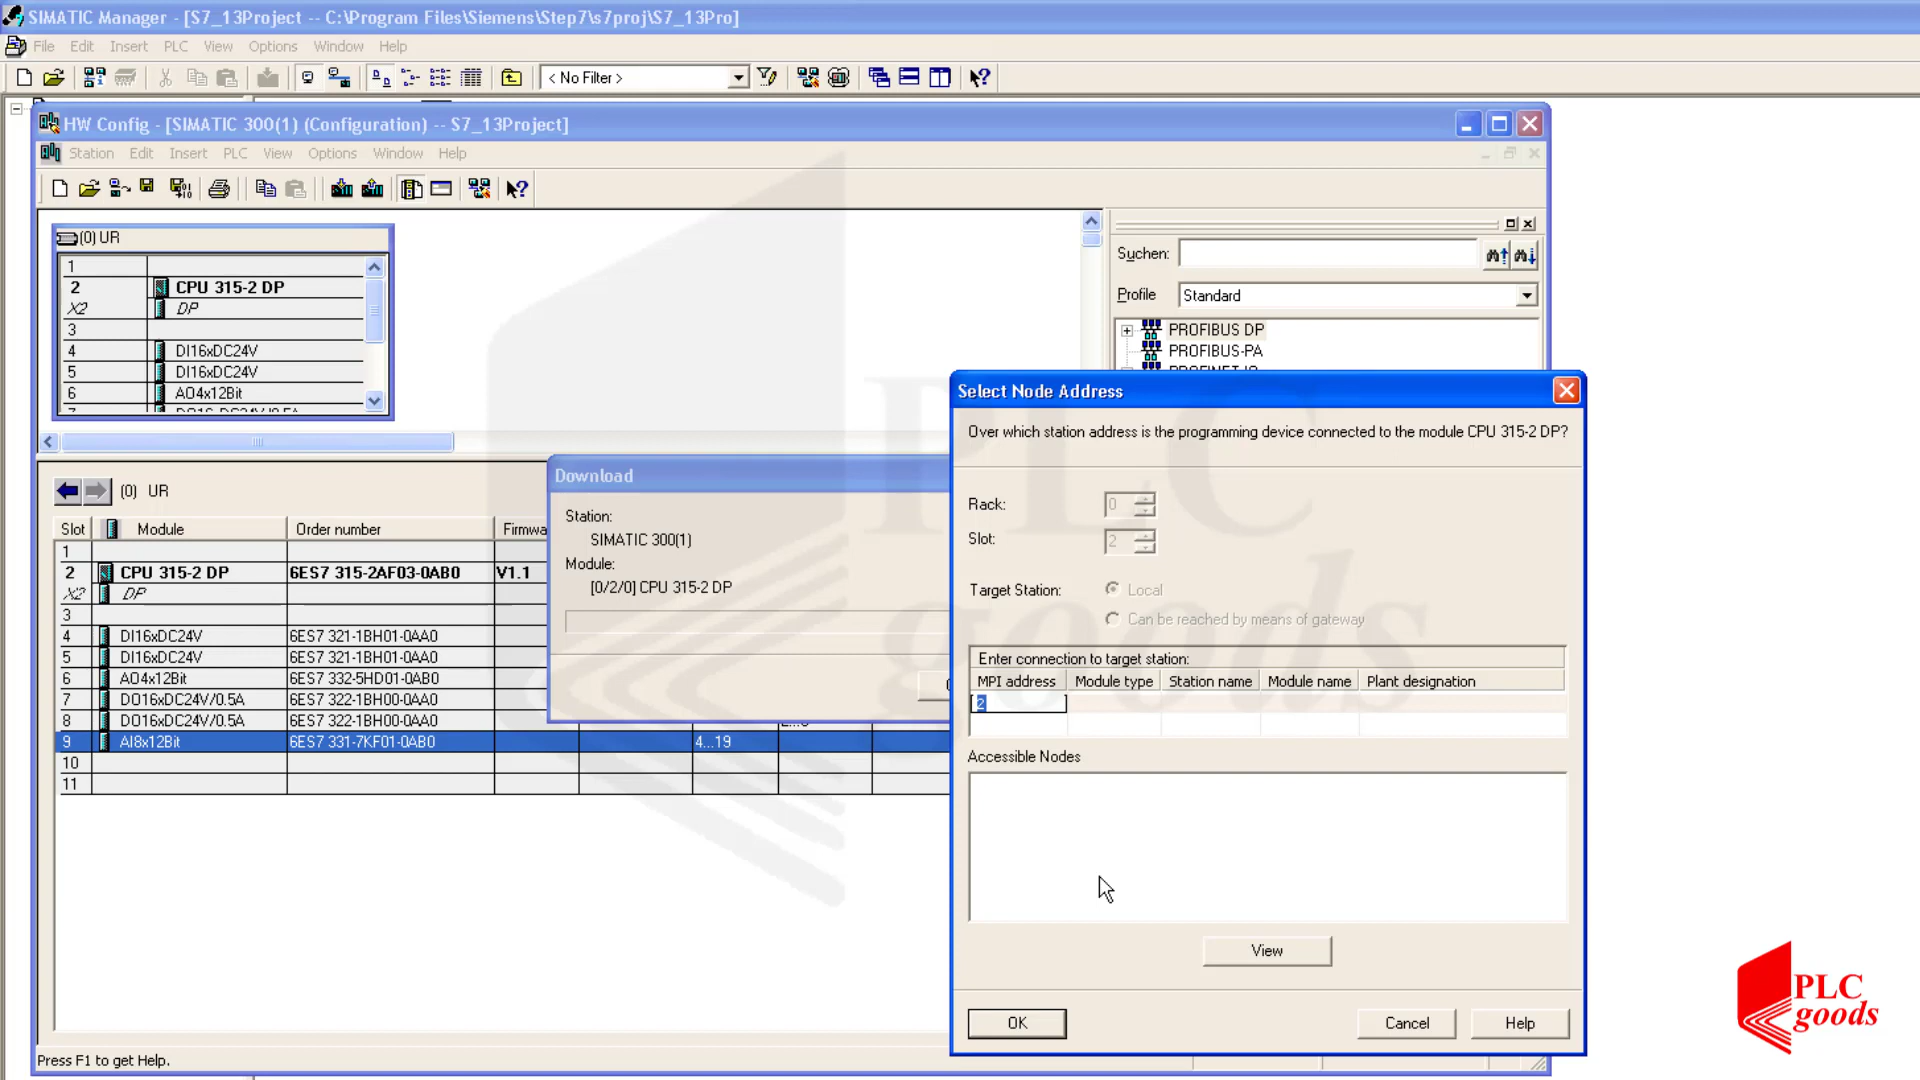 SIMATIC Manager - [S7_13Project -- C:\Program Files\Siemens\Step7\s7proj\S7_13Pro]
File Edit Insert PLC View Options Window Help
< No Filter >
HW Config - [SIMATIC 300(1) (Configuration) -- S7_13Project]
Station Edit Insert PLC View Options Window Help
(0) UR
1
2 CPU 315-2 DP
X2 DP
3
4 DI16xDC24V
5 DI16xDC24V
6 AO4x12Bit
Suchen:
Profile Standard
PROFIBUS DP
PROFIBUS-PA
PROFINET IO
Select Node Address
Over which station address is the programming device connected to the module CPU 315-2 DP?
Rack: 0
Slot: 2
Target Station: Local
Can be reached by means of gateway
Enter connection to target station:
MPI address Module type Station name Module name Plant designation
2
Accessible Nodes
View
OK Cancel Help
Download
Station:
SIMATIC 300(1)
Module:
[0/2/0] CPU 315-2 DP
(0) UR
Slot Module Order number Firmwa
1
2 CPU 315-2 DP 6ES7 315-2AF03-0AB0 V1.1
X2 DP
3
4 DI16xDC24V 6ES7 321-1BH01-0AA0
5 DI16xDC24V 6ES7 321-1BH01-0AA0
6 AO4x12Bit 6ES7 332-5HD01-0AB0
7 DO16xDC24V/0.5A 6ES7 322-1BH00-0AA0
8 DO16xDC24V/0.5A 6ES7 322-1BH00-0AA0
9 AI8x12Bit 6ES7 331-7KF01-0AB0 4...19
10
11
Press F1 to get Help.
PLC
goods
PLC
goods